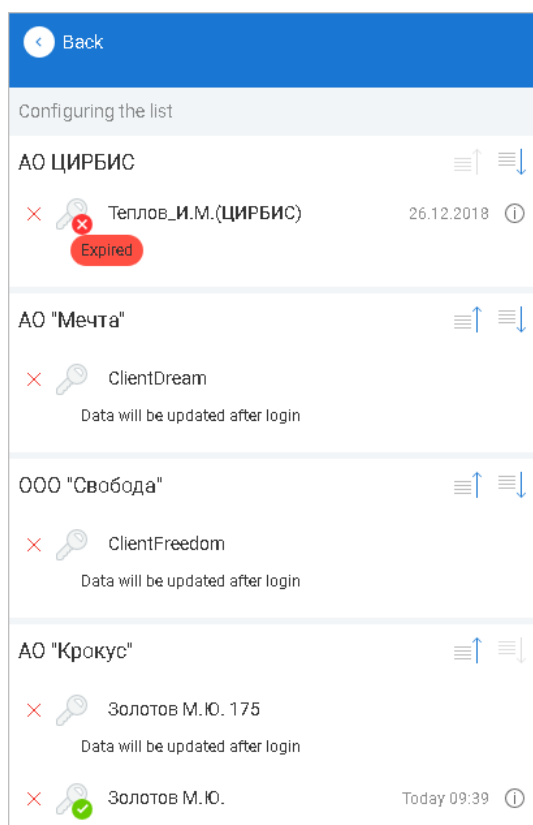 Back
Configuring the list
АО ЦИРБИС
Теплов_И.М.(ЦИРБИС) 26.12.2018
Expired
АО "Мечта"
ClientDream
Data will be updated after login
ООО "Свобода"
ClientFreedom
Data will be updated after login
АО "Крокус"
Золотов М.Ю. 175
Data will be updated after login
Золотов М.Ю. Today 09:39